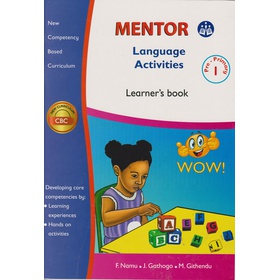 New
Competency
Based
Curriculum
MENTOR
Language
Activities
Learner's book
Pre - Primary
1
CBC
WOW!
A B C
D C H
Developing core
competencies by:
• Learning
experiences
• Hands on
activities
F. Namu • J. Gathogo • M. Githendu